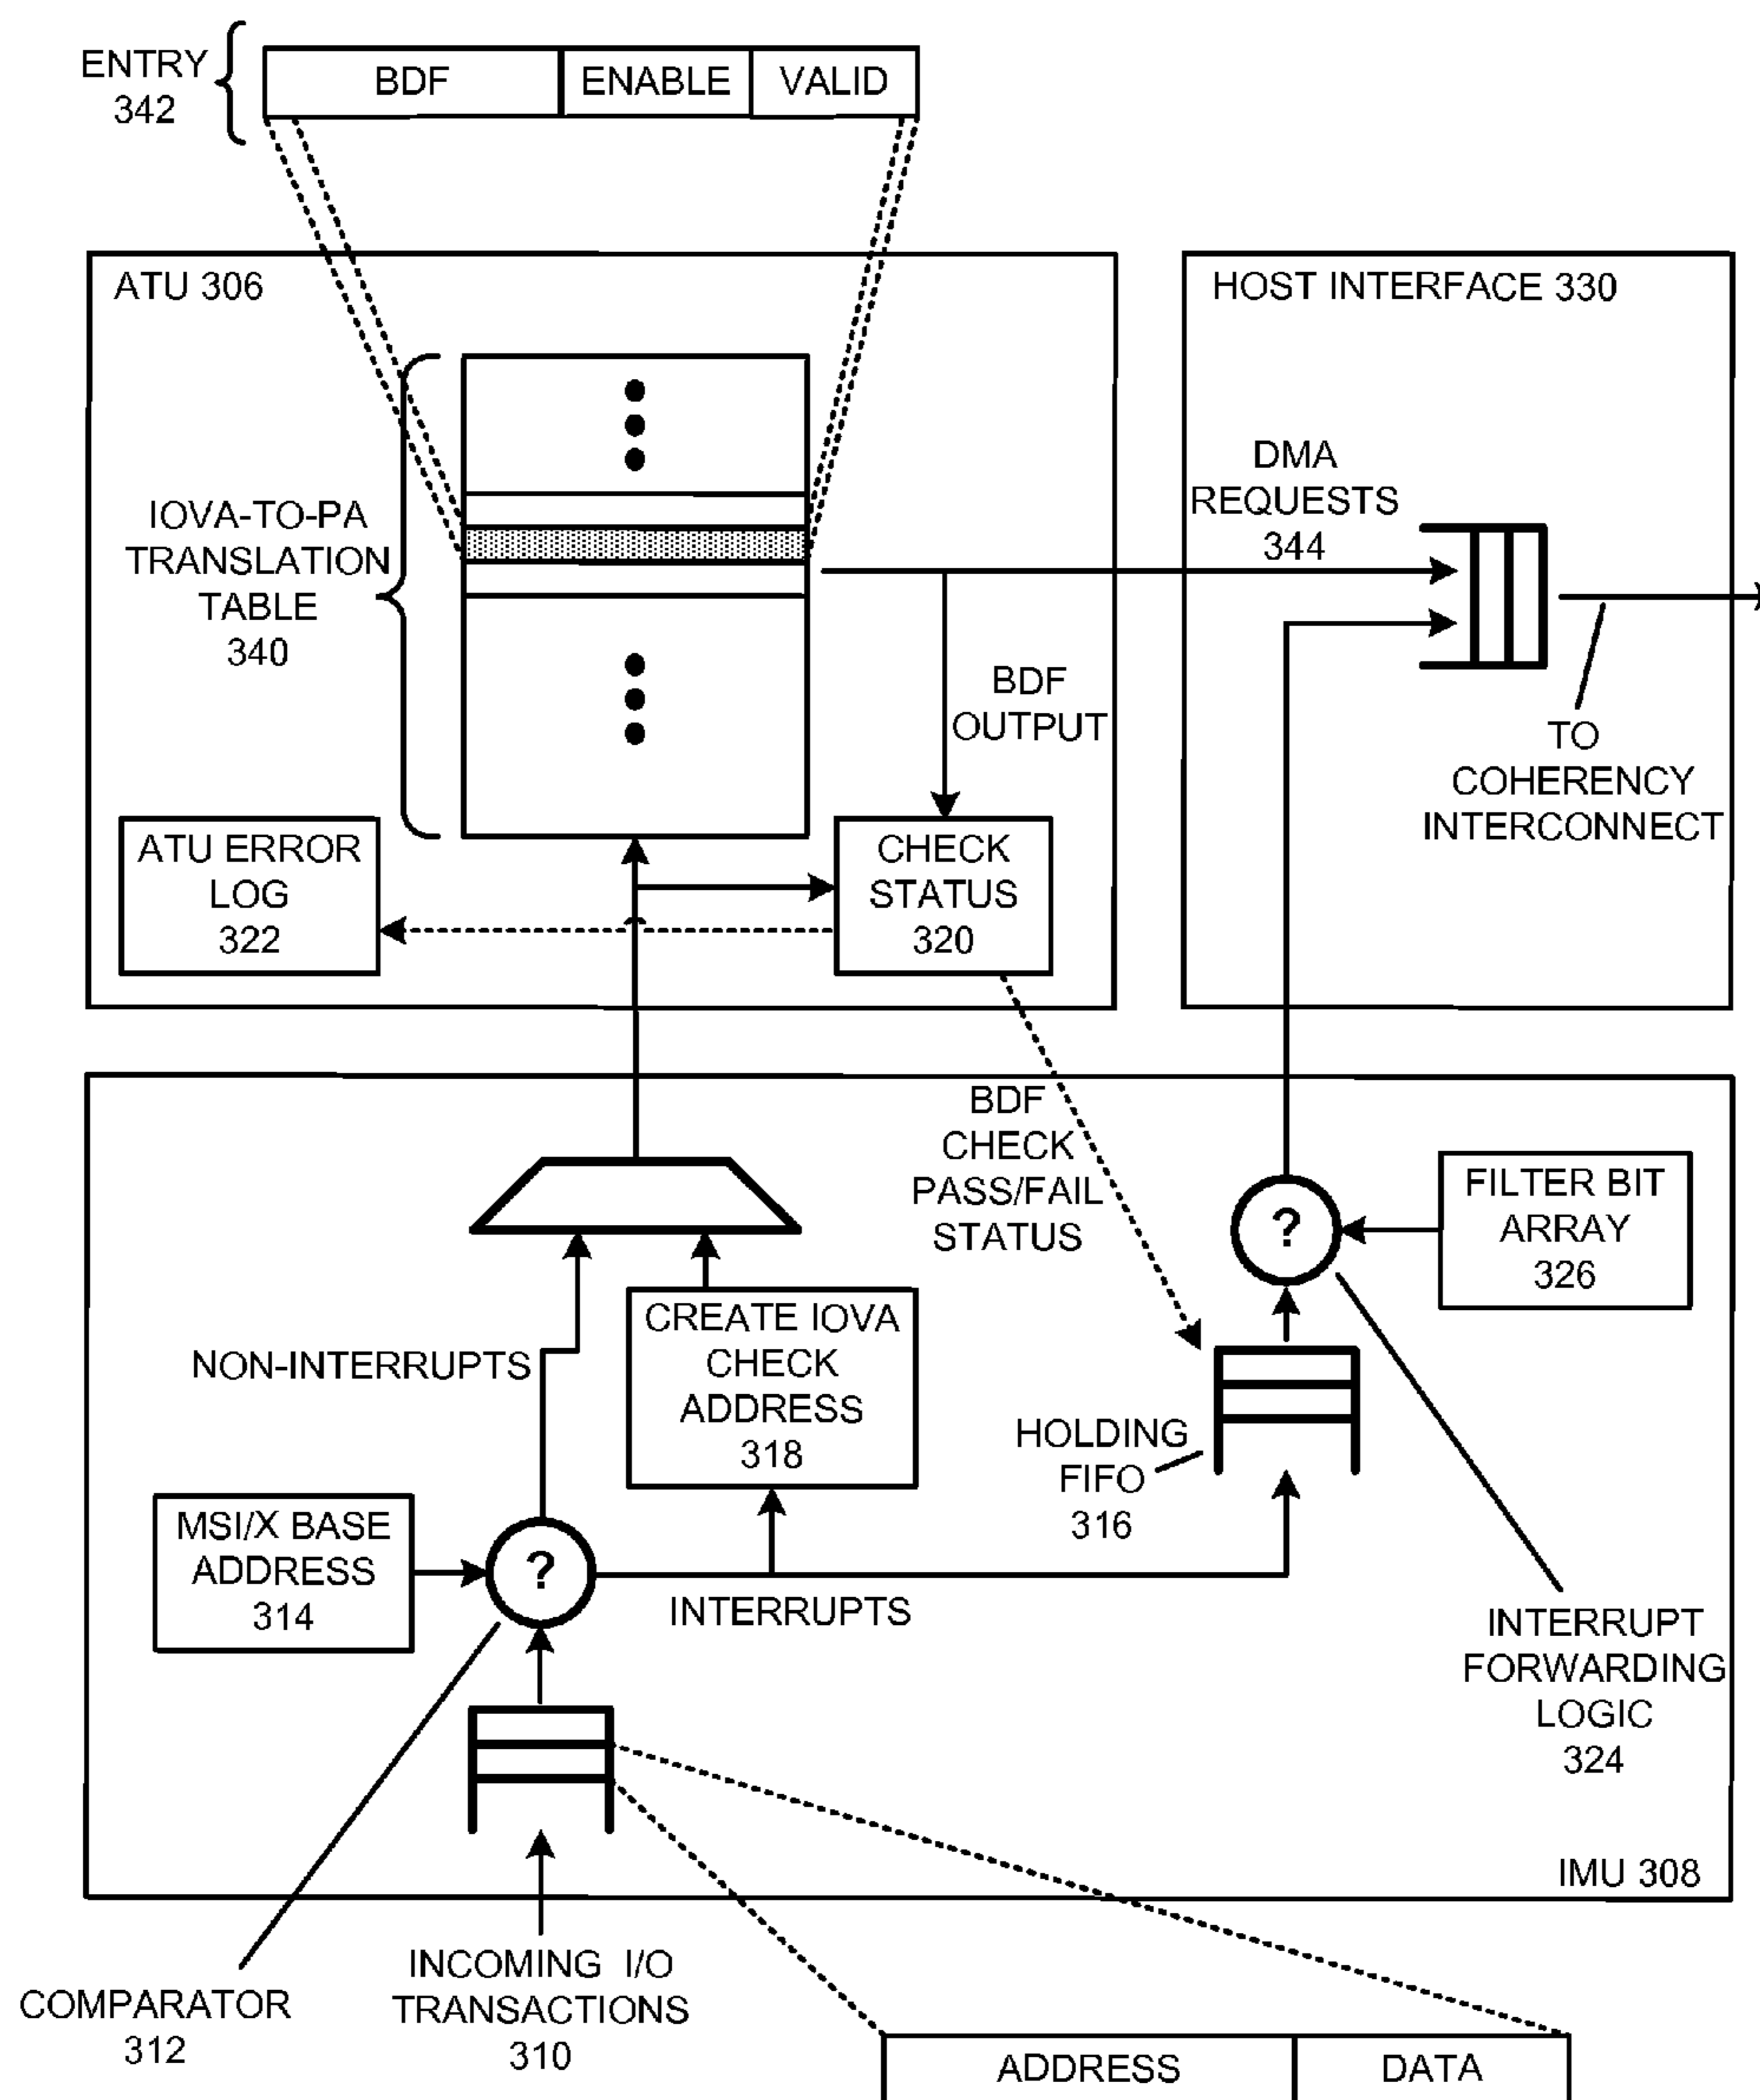 ENTRY
342
BDF
ENABLE
VALID
ATU 306
HOST INTERFACE 330
IOVA-TO-PA
TRANSLATION
TABLE
340
DMA
REQUESTS
344
BDF
OUTPUT
TO
COHERENCY
INTERCONNECT
ATU ERROR
LOG
322
CHECK
STATUS
320
BDF
CHECK
PASS/FAIL
STATUS
FILTER BIT
ARRAY
326
?
CREATE IOVA
CHECK
ADDRESS
318
NON-INTERRUPTS
HOLDING
FIFO
316
MSI/X BASE
ADDRESS
314
?
INTERRUPTS
INTERRUPT
FORWARDING
LOGIC
324
IMU 308
COMPARATOR
312
INCOMING I/O
TRANSACTIONS
310
ADDRESS
DATA